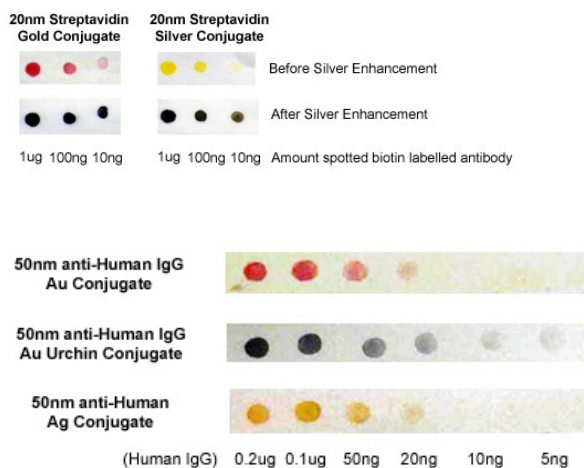 20nm Streptavidin
Gold Conjugate
20nm Streptavidin
Silver Conjugate
Before Silver Enhancement
After Silver Enhancement
1ug 100ng 10ng 1ug 100ng 10ng Amount spotted biotin labelled antibody
50nm anti-Human IgG
Au Conjugate
50nm anti-Human IgG
Au Urchin Conjugate
50nm anti-Human
Ag Conjugate
(Human IgG) 0.2ug 0.1ug 50ng 20ng 10ng 5ng